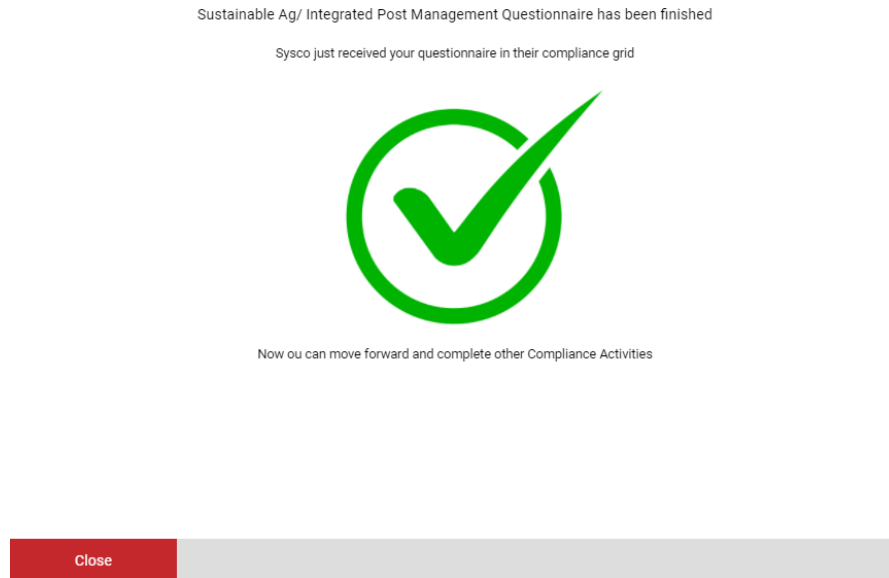 Sustainable Ag/ Integrated Post Management Questionnaire has been finished
Sysco just received your questionnaire in their compliance grid
Now ou can move forward and complete other Compliance Activities
Close